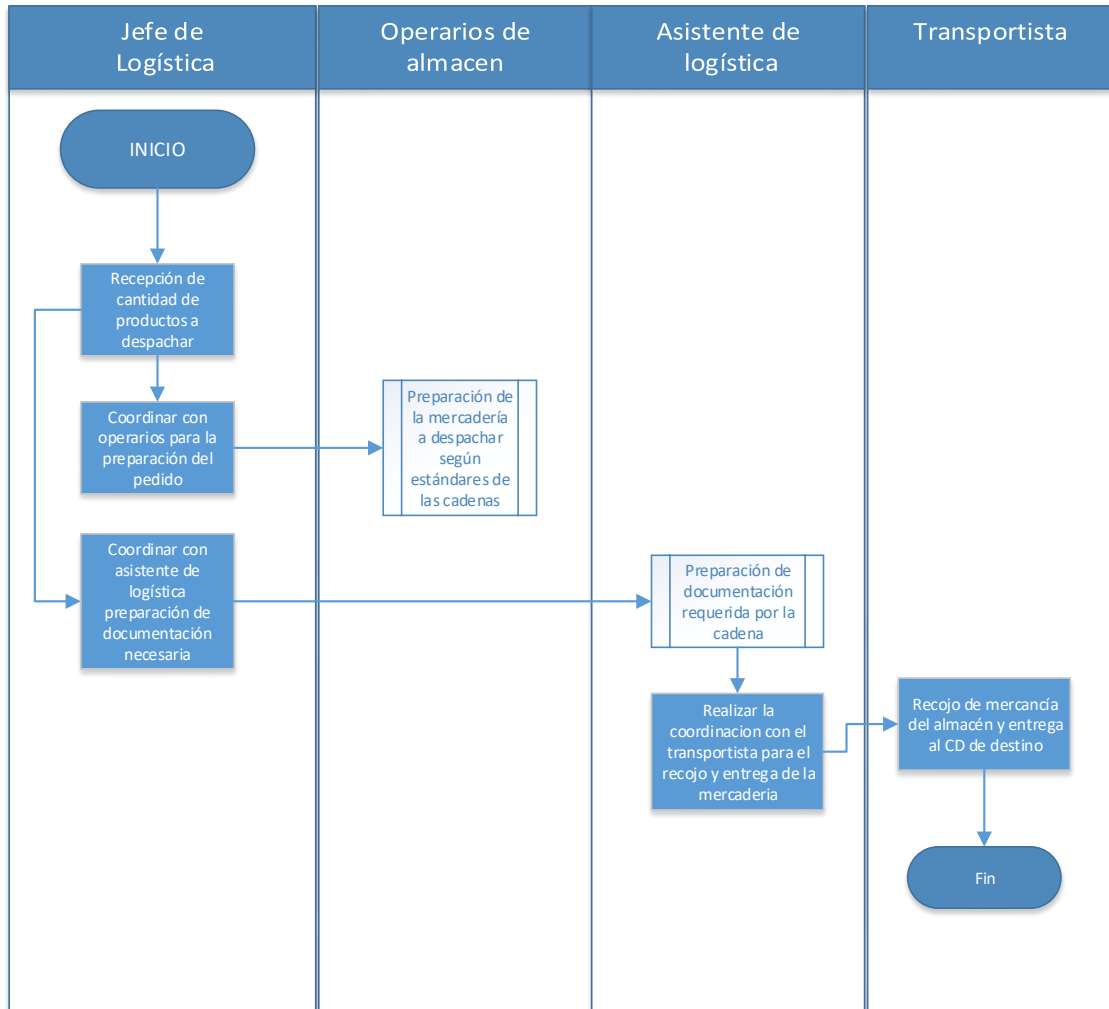 Jefe de
Logística
Operarios de
almacen
Asistente de
logística
Transportista
INICIO
Recepción de
cantidad de
productos a
despachar
Coordinar con
operarios para la
preparación del
pedido
Preparación de
la mercadería
a despachar
según
estándares de
las cadenas
Coordinar con
asistente de
logística
preparación de
documentación
necesaria
Preparación de
documentación
requerida por la
cadena
Realizar la
coordinacion con el
transportista para el
recojo y entrega de la
mercaderia
Recojo de mercancía
del almacén y entrega
al CD de destino
Fin